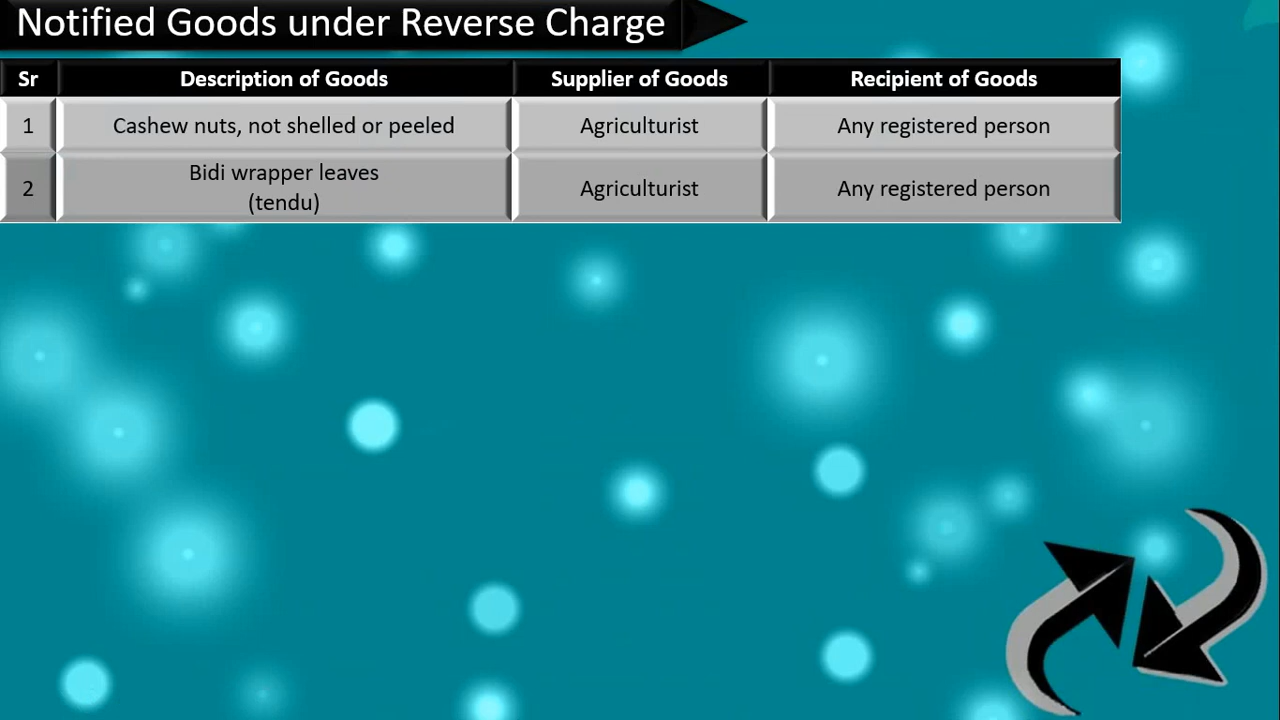 Notified Goods under Reverse Charge
Sr Description of Goods Supplier of Goods Recipient of Goods
1 Cashew nuts, not shelled or peeled Agriculturist Any registered person
2 Bidi wrapper leaves
(tendu) Agriculturist Any registered person